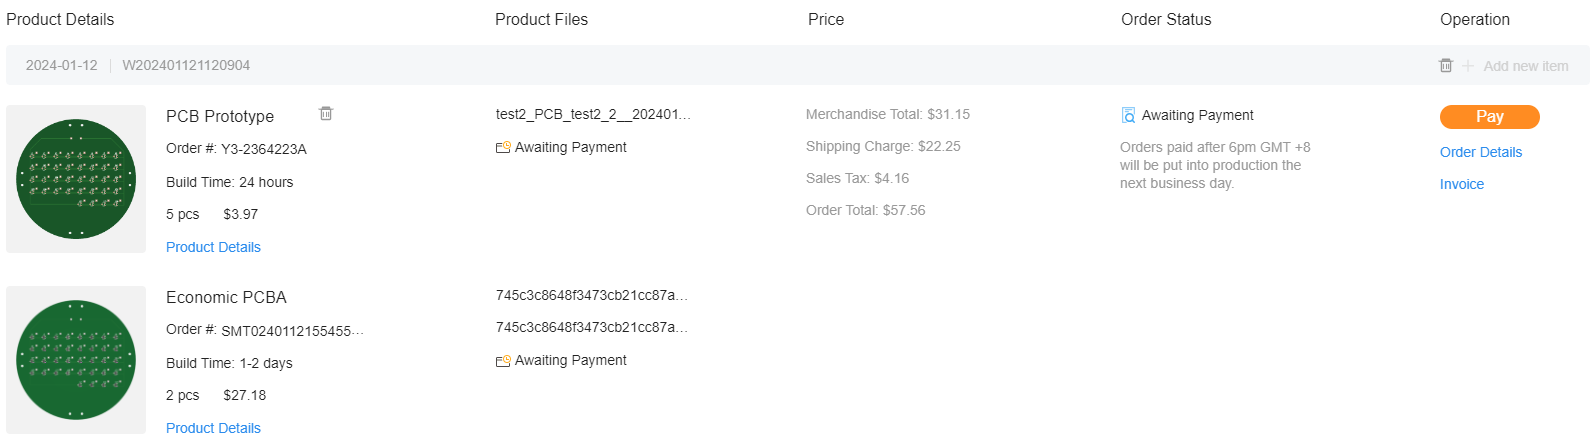 Product Details
Product Files
Price
Order Status
Operation
2024-01-12
W202401121120904
Add new item
PCB Prototype
Order #: Y3-2364223A
Build Time: 24 hours
5 pcs $3.97
Product Details
test2_PCB_test2_2__202401...
Awaiting Payment
Merchandise Total: $31.15
Shipping Charge: $22.25
Sales Tax: $4.16
Order Total: $57.56
Awaiting Payment
Orders paid after 6pm GMT +8
will be put into production the
next business day.
Pay
Order Details
Invoice
Economic PCBA
Order #: SMT0240112155455...
Build Time: 1-2 days
2 pcs $27.18
Product Details
745c3c8648f3473cb21cc87a...
745c3c8648f3473cb21cc87a...
Awaiting Payment